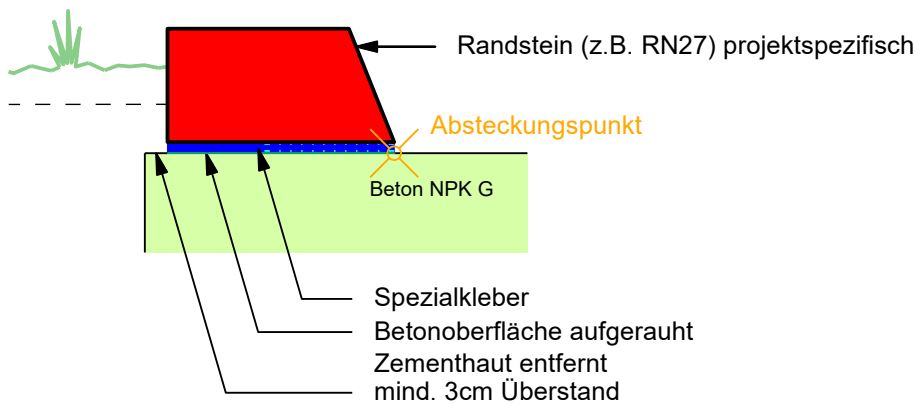 Randstein (z.B. RN27) projektspezifisch
Absteckungspunkt
Beton NPK G
Spezialkleber
Betonoberfläche aufgerauht
Zementhaut entfernt
mind. 3cm Überstand